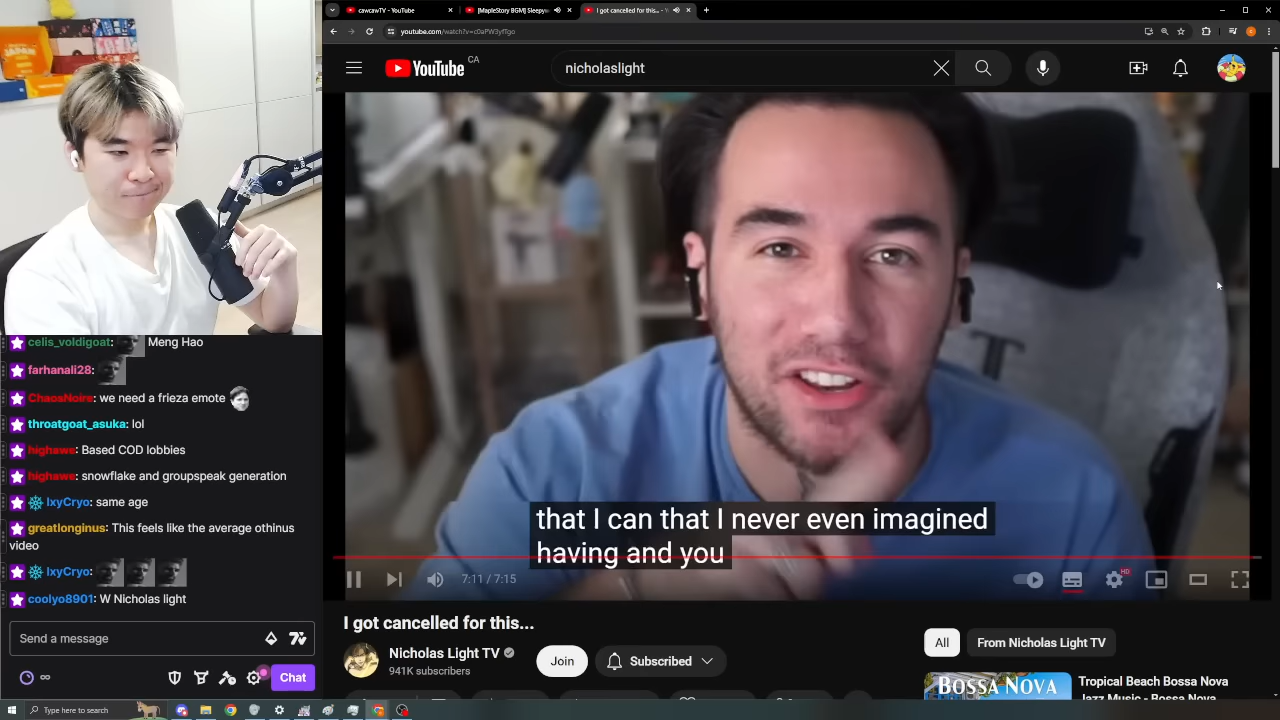 cawcawTV - YouTube
[MapleStory BGM] Sleepyw
I got cancelled for this... - Y
youtube.com/watch?v=c0aPW3yfTgo
YouTube CA
nicholaslight
celis_voldigoat: Meng Hao
farhanali28:
ChaosNoire: we need a frieza emote
throatgoat_asuka: lol
highawe: Based COD lobbies
highawe: snowflake and groupspeak generation
IxyCryo: same age
greatlonginus: This feels like the average othinus
video
IxyCryo:
coolyo8901: W Nicholas light
Send a message
Chat
that I can that I never even imagined
having and you
7:11 / 7:15
HD
I got cancelled for this...
Nicholas Light TV
941K subscribers
Join
Subscribed
All
From Nicholas Light TV
BOSSA NOVA
Tropical Beach Bossa Nova
Jazz Music - Bossa Nova
Type here to search